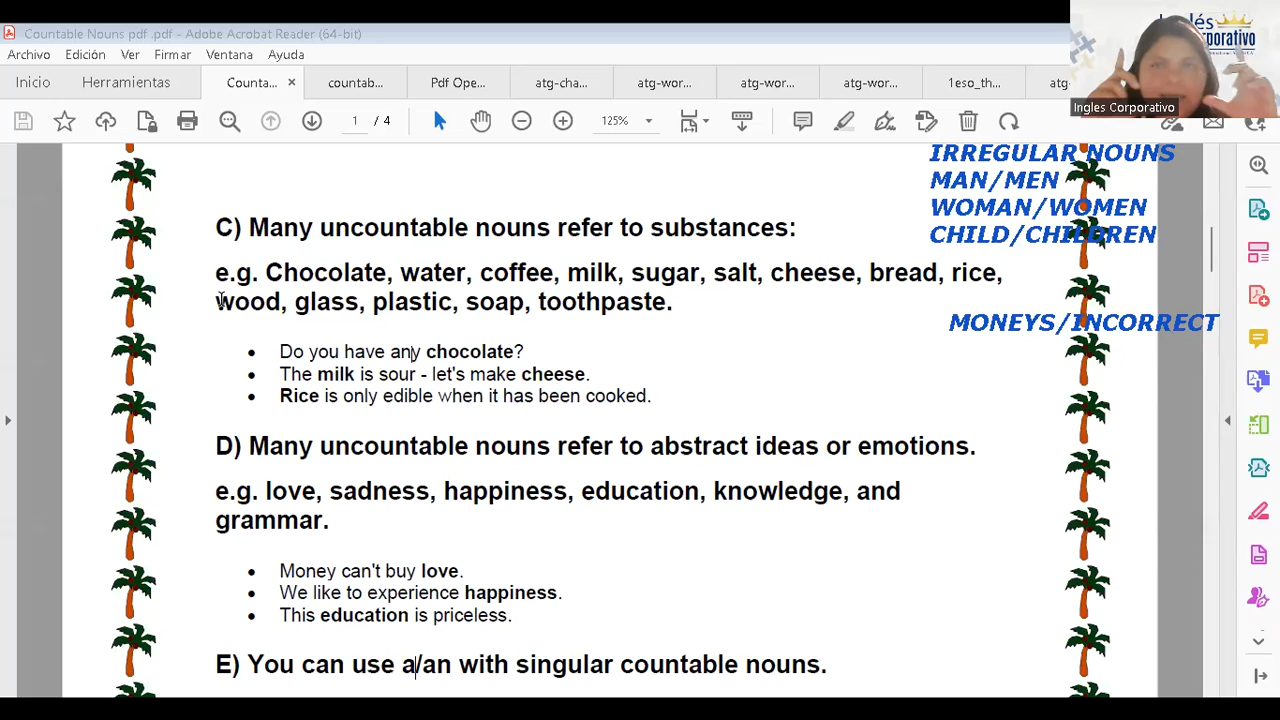 Countable Nouns pdf .pdf - Adobe Acrobat Reader (64-bit)
Archivo Edición Ver Firmar Ventana Ayuda
Inicio Herramientas Counta... × countab... Pdf Ope... atg-cha... atg-wor... atg-wor... atg-wor... 1eso_th...
1 / 4 125%
Ingles Corporativo
IRREGULAR NOUNS
MAN/MEN
WOMAN/WOMEN
CHILD/CHILDREN
MONEYS/INCORRECT
C) Many uncountable nouns refer to substances:
e.g. Chocolate, water, coffee, milk, sugar, salt, cheese, bread, rice,
wood, glass, plastic, soap, toothpaste.
• Do you have any chocolate?
• The milk is sour - let's make cheese.
• Rice is only edible when it has been cooked.
D) Many uncountable nouns refer to abstract ideas or emotions.
e.g. love, sadness, happiness, education, knowledge, and
grammar.
• Money can't buy love.
• We like to experience happiness.
• This education is priceless.
E) You can use a/an with singular countable nouns.